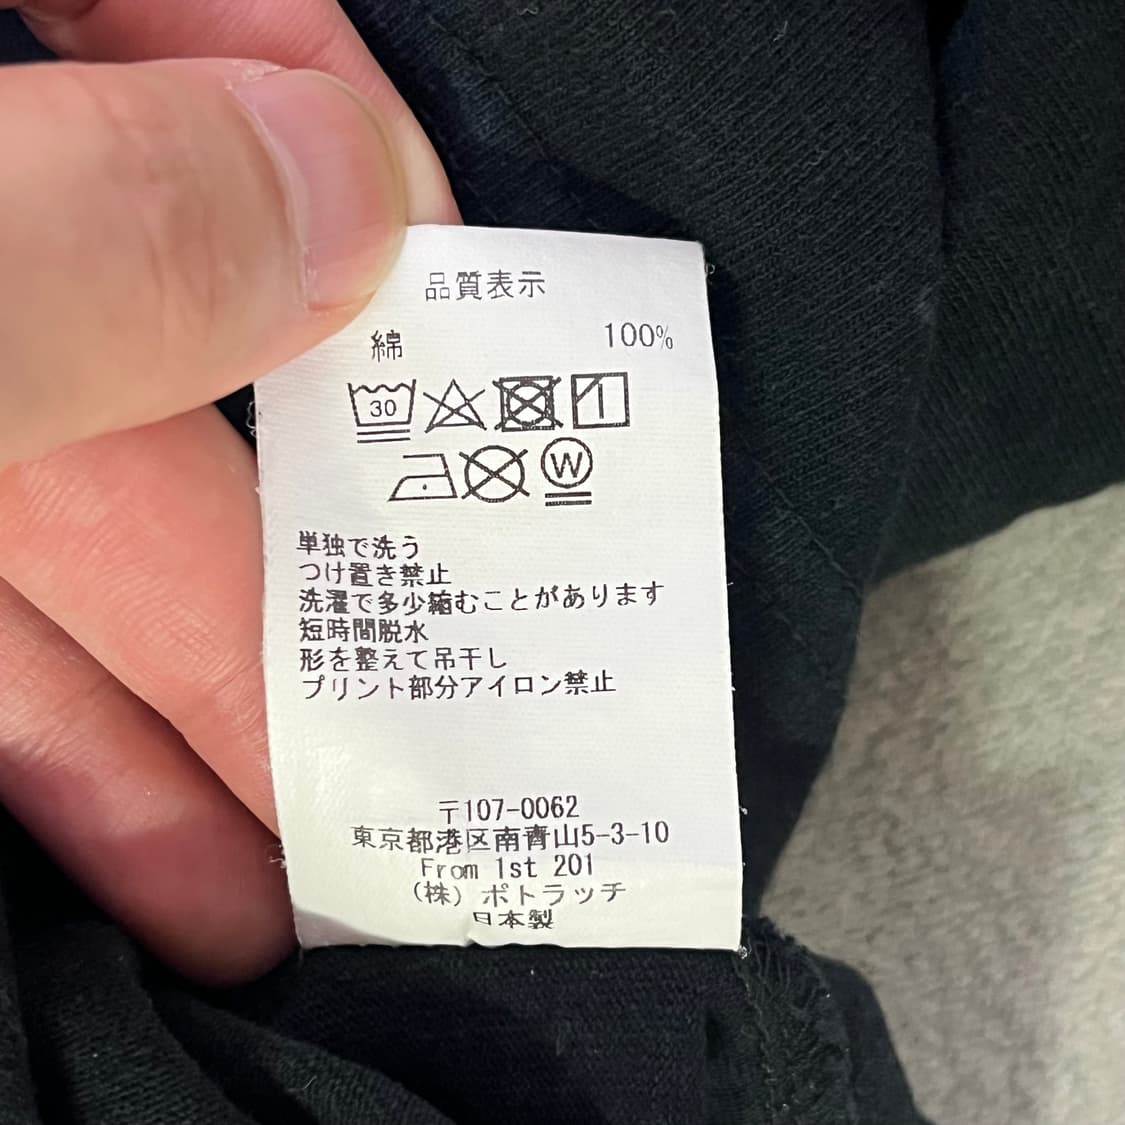 品質表示
綿 100%
30
W
単独で洗う
つけ置き禁止
洗濯で多少縮むことがあります
短時間脱水
形を整えて吊干し
プリント部分アイロン禁止
〒107-0062
東京都港区南青山5-3-10
From 1st 201
(株) ポトラッチ
日本製